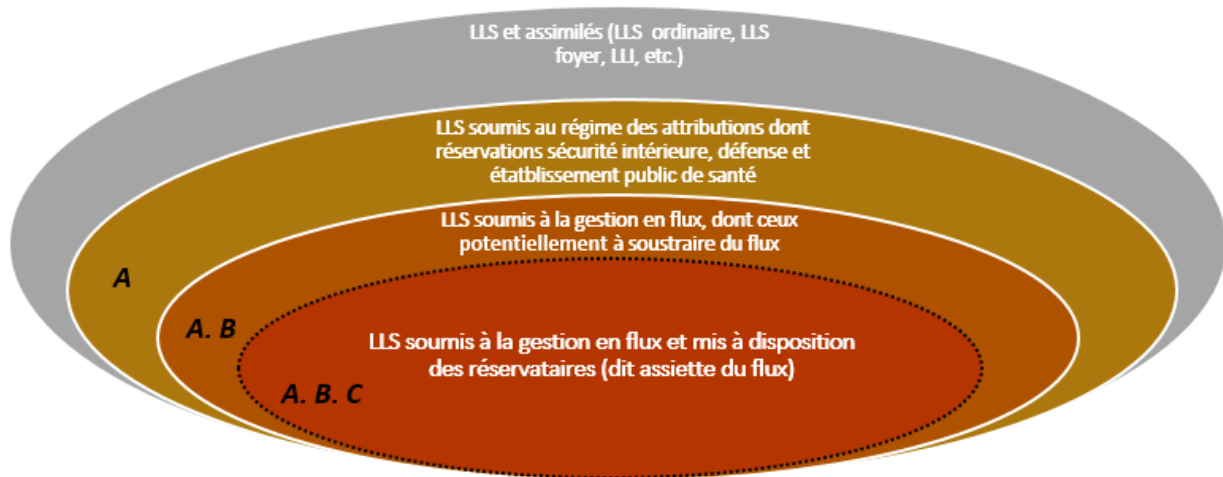 LLS et assimilés (LLS ordinaire, LLS
foyer, LLI, etc.)
LLS soumis au régime des attributions dont
réservations sécurité intérieure, défense et
étatblissement public de santé
LLS soumis à la gestion en flux, dont ceux
potentiellement à soustraire du flux
A
A. B
LLS soumis à la gestion en flux et mis à disposition
des réservataires (dit assiette du flux)
A. B. C